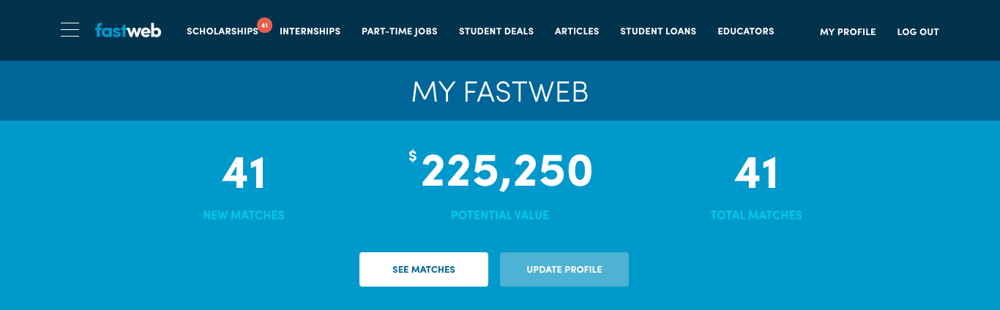 fastweb SCHOLARSHIPS 41 INTERNSHIPS PART-TIME JOBS STUDENT DEALS ARTICLES STUDENT LOANS EDUCATORS MY PROFILE LOG OUT
MY FASTWEB
41 $225,250 41
NEW MATCHES POTENTIAL VALUE TOTAL MATCHES
SEE MATCHES UPDATE PROFILE